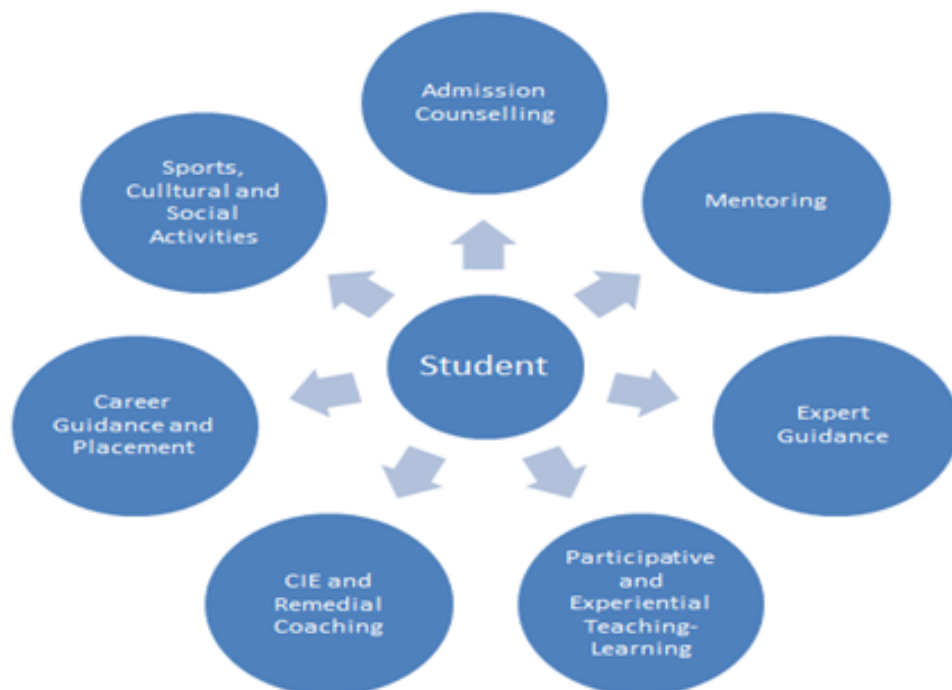 Admission
Counselling
Mentoring
Expert
Guidance
Participative
and
Experiential
Teaching-
Learning
CIE and
Remedial
Coaching
Career
Guidance and
Placement
Sports,
Culltural and
Social
Activities
Student